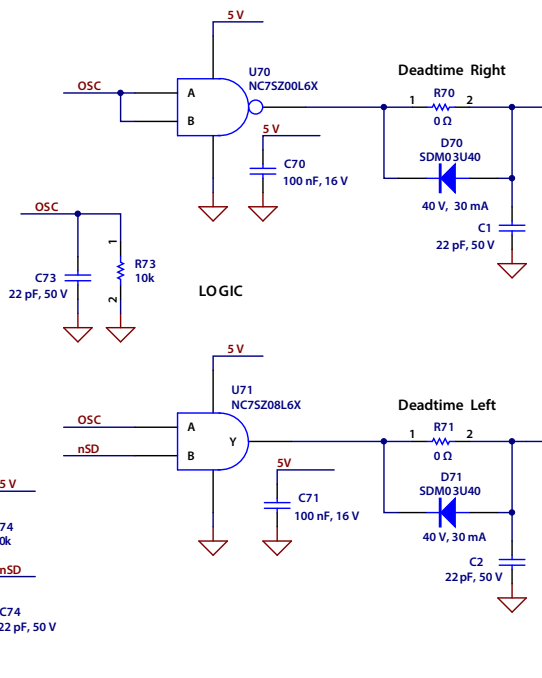 5 V
U70
NC7SZ00L6X
OSC
A
B
5 V
C70
100 nF, 16 V
Deadtime Right
1
R70
2
0 Ω
D70
SDM03U40
40 V, 30 mA
C1
22 pF, 50 V
OSC
1
R73
10k
2
C73
22 pF, 50 V
LOGIC
5 V
U71
NC7SZ08L6X
OSC
A
nSD
B
Y
5V
C71
100 nF, 16 V
Deadtime Left
1
R71
2
0 Ω
D71
SDM03U40
40 V, 30 mA
C2
22pF, 50 V
5 V
74
0k
nSD
C74
22 pF, 50 V